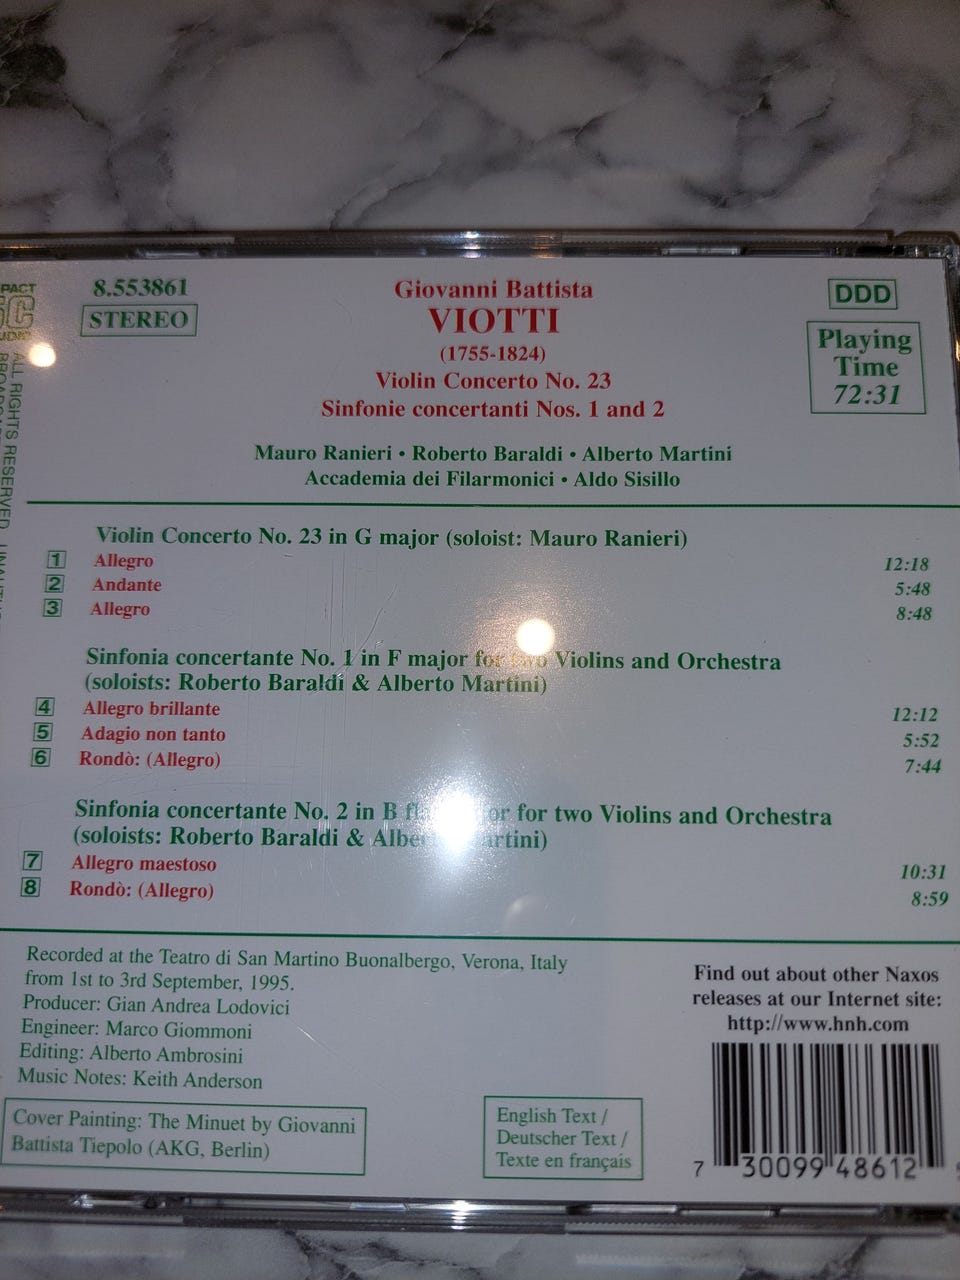 8.553861
STEREO
Giovanni Battista
VIOTTI
(1755-1824)
Violin Concerto No. 23
Sinfonie concertanti Nos. 1 and 2
DDD
Playing
Time
72:31
Mauro Ranieri • Roberto Baraldi • Alberto Martini
Accademia dei Filarmonici • Aldo Sisillo
Violin Concerto No. 23 in G major (soloist: Mauro Ranieri)
1 Allegro 12:18
2 Andante 5:48
3 Allegro 8:48
Sinfonia concertante No. 1 in F major for two Violins and Orchestra
(soloists: Roberto Baraldi & Alberto Martini)
4 Allegro brillante 12:12
5 Adagio non tanto 5:52
6 Rondò: (Allegro) 7:44
Sinfonia concertante No. 2 in B for two Violins and Orchestra
(soloists: Roberto Baraldi & Alberto Martini)
7 Allegro maestoso 10:31
8 Rondò: (Allegro) 8:59
Recorded at the Teatro di San Martino Buonalbergo, Verona, Italy
from 1st to 3rd September, 1995.
Producer: Gian Andrea Lodovici
Engineer: Marco Giommoni
Editing: Alberto Ambrosini
Music Notes: Keith Anderson
Cover Painting: The Minuet by Giovanni
Battista Tiepolo (AKG, Berlin)
English Text /
Deutscher Text /
Texte en français
Find out about other Naxos
releases at our Internet site:
http://www.hnh.com
7 30099 48612
ALL RIGHTS RESERVED.